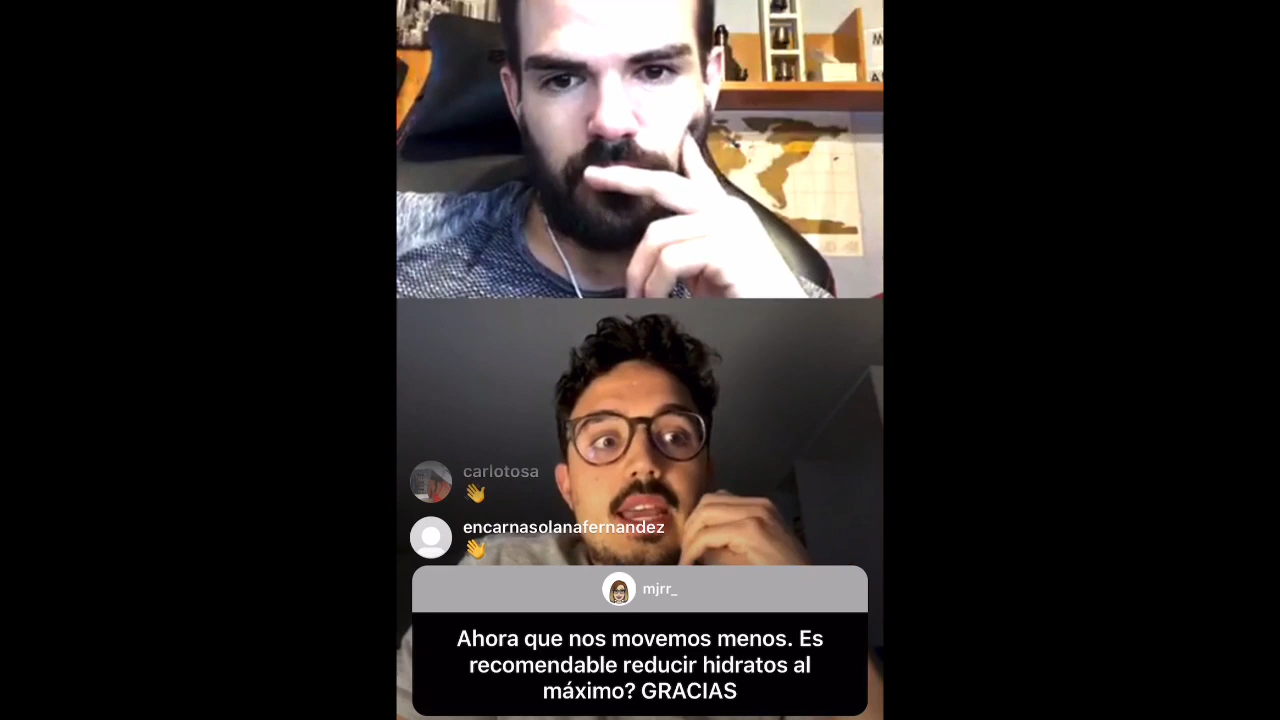 carlotosa
👋
encarnasolanafernandez
👋
mjrr_
Ahora que nos movemos menos. Es
recomendable reducir hidratos al
máximo? GRACIAS